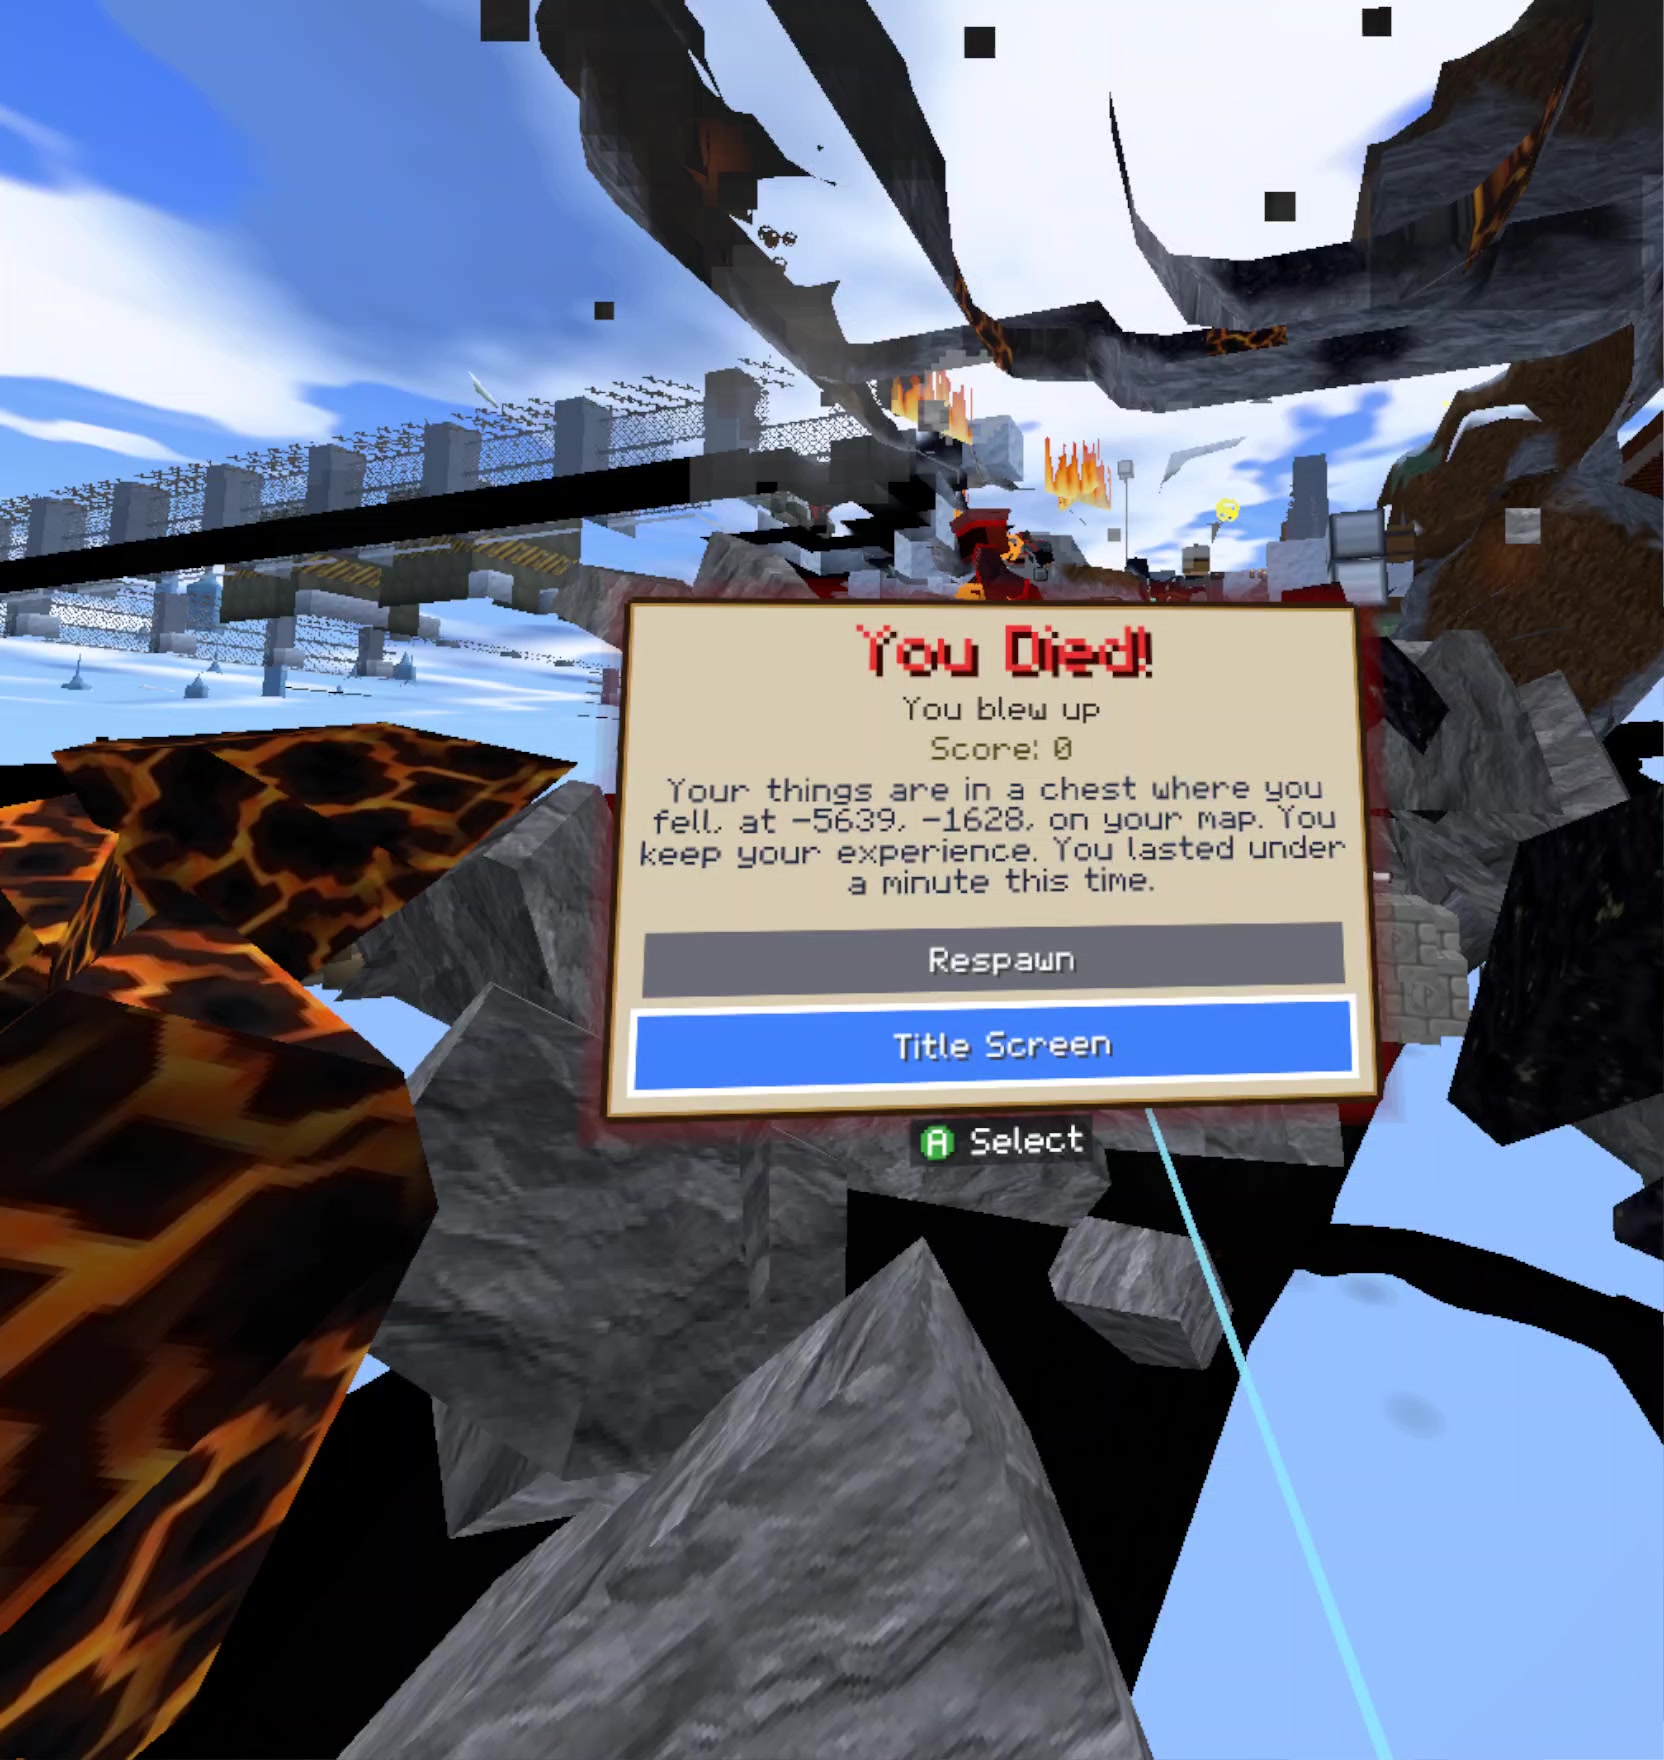 You Died!
You blew up
Score: 0
Your things are in a chest where you
fell, at -5639, -1628, on your map. You
keep your experience. You lasted under
a minute this time.
Respawn
Title Screen
A Select